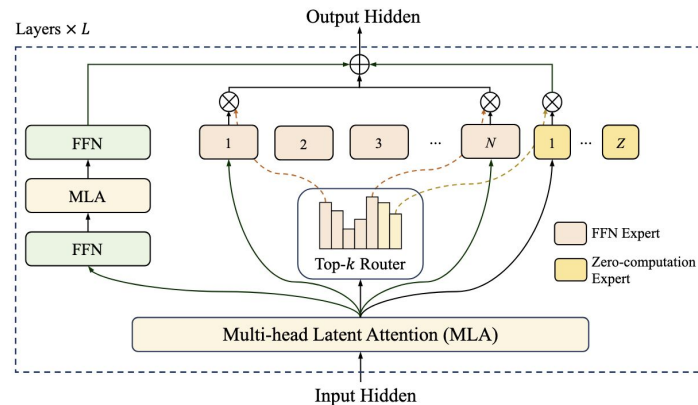 Output Hidden
Layers × L
FFN
1
2
3
...
N
1
...
Z
MLA
FFN
Top-k Router
FFN Expert
Zero-computation
Expert
Multi-head Latent Attention (MLA)
Input Hidden